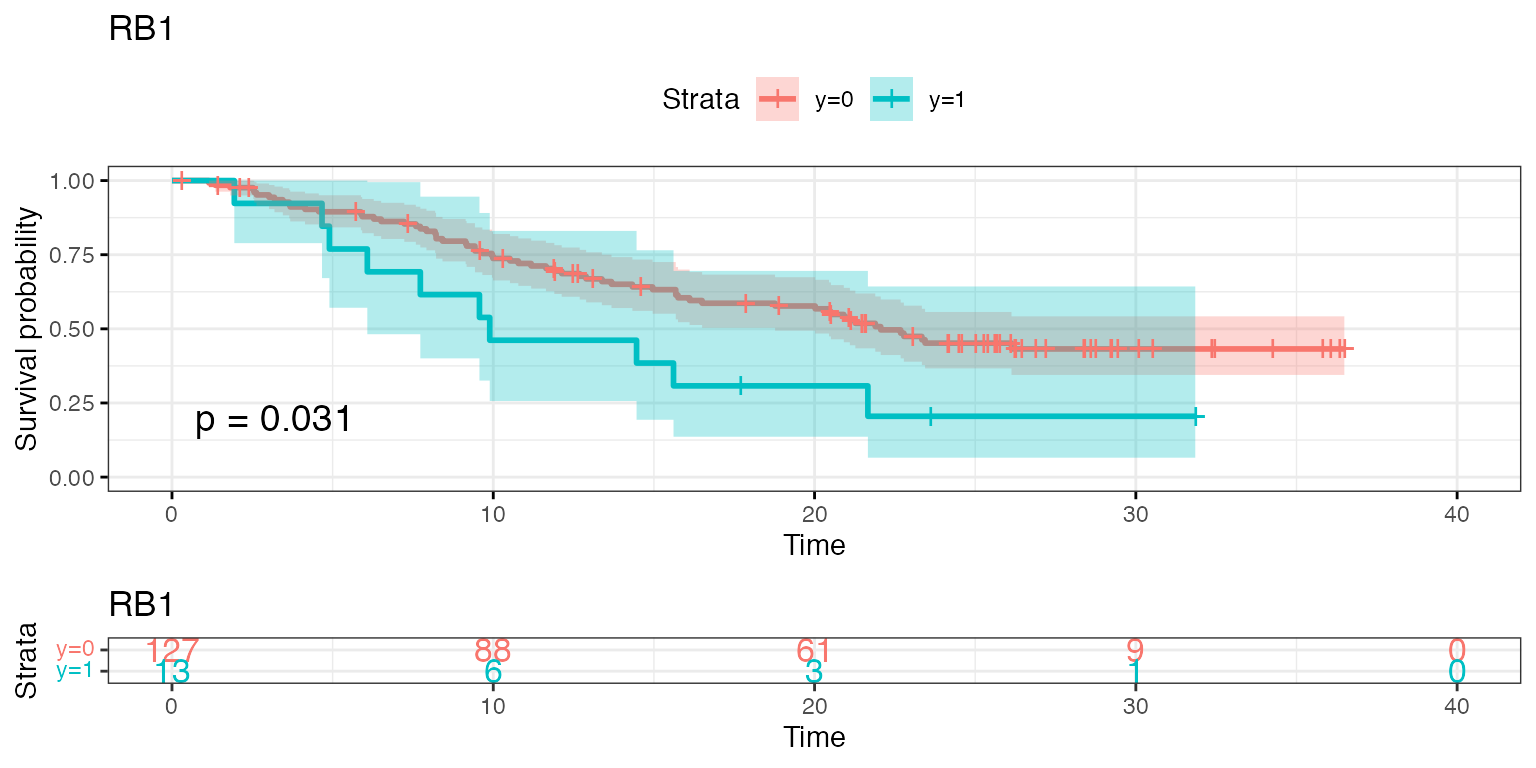 RB1
Strata y=0 y=1
Survival probability
1.00
0.75
0.50
0.25
0.00
p = 0.031
0 10 20 30 40
Time
RB1
Strata
y=0 127 88 61 9 0
y=1 13 6 3 1 0
0 10 20 30 40
Time